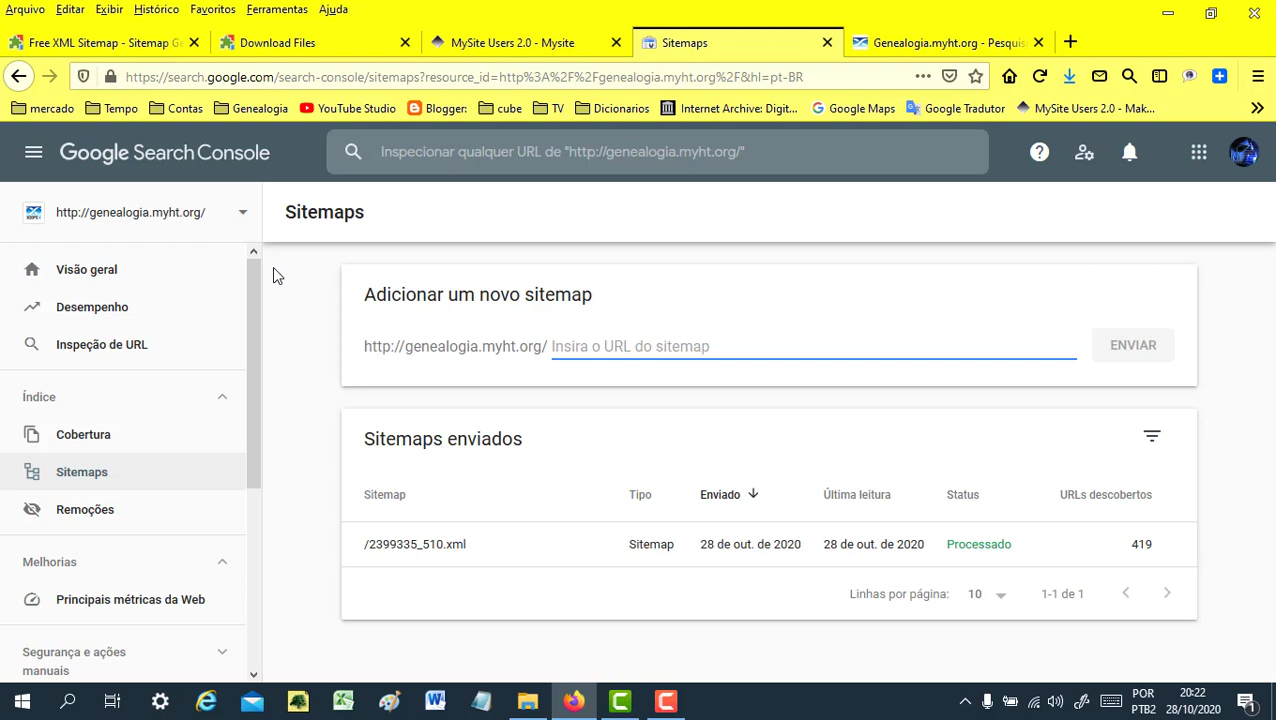 Arquivo Editar Exibir Histórico Favoritos Ferramentas Ajuda
Free XML Sitemap - Sitemap Ge Download Files MySite Users 2.0 - Mysite Sitemaps Genealogia.myht.org - Pesquis
https://search.google.com/search-console/sitemaps?resource_id=http%3A%2F%2Fgenealogia.myht.org%2F&hl=pt-BR
mercado Tempo Contas Genealogia YouTube Studio Blogger: cube TV Dicionarios Internet Archive: Digit... Google Maps Google Tradutor MySite Users 2.0 - Mak...
Google Search Console Inspecionar qualquer URL de "http://genealogia.myht.org/"
http://genealogia.myht.org/ Sitemaps
Visão geral
Desempenho
Inspeção de URL
Índice
Cobertura
Sitemaps
Remoções
Melhorias
Principais métricas da Web
Segurança e ações
manuais
Adicionar um novo sitemap
http://genealogia.myht.org/ Insira o URL do sitemap ENVIAR
Sitemaps enviados
Sitemap Tipo Enviado Última leitura Status URLs descobertos
/2399335_510.xml Sitemap 28 de out. de 2020 28 de out. de 2020 Processado 419
Linhas por página: 10 1-1 de 1
POR 20:22
PTB2 28/10/2020 1